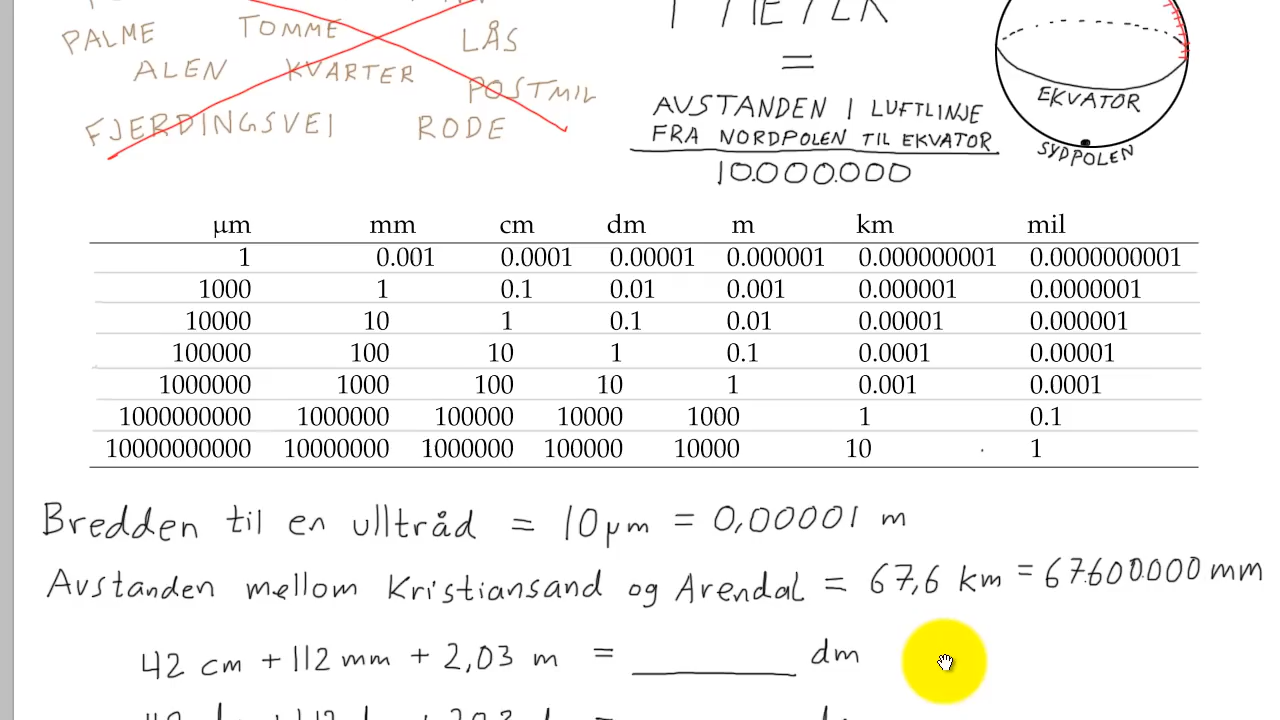 PALME TOMME LÅS
ALEN KVARTER POSTMIL
FJERDINGSVEI RODE
1 METER
=
AVSTANDEN I LUFTLINJE
FRA NORDPOLEN TIL EKVATOR
10.000.000
EKVATOR
SYDPOLEN
µm mm cm dm m km mil
1 0.001 0.0001 0.00001 0.000001 0.000000001 0.0000000001
1000 1 0.1 0.01 0.001 0.000001 0.0000001
10000 10 1 0.1 0.01 0.00001 0.000001
100000 100 10 1 0.1 0.0001 0.00001
1000000 1000 100 10 1 0.001 0.0001
1000000000 1000000 100000 10000 1000 1 0.1
10000000000 10000000 1000000 100000 10000 10 1
Bredden til en ulltråd = 10µm = 0,00001 m
Avstanden mellom Kristiansand og Arendal = 67,6 km = 67.600.000 mm
42 cm + 112 mm + 2,03 m = ______ dm